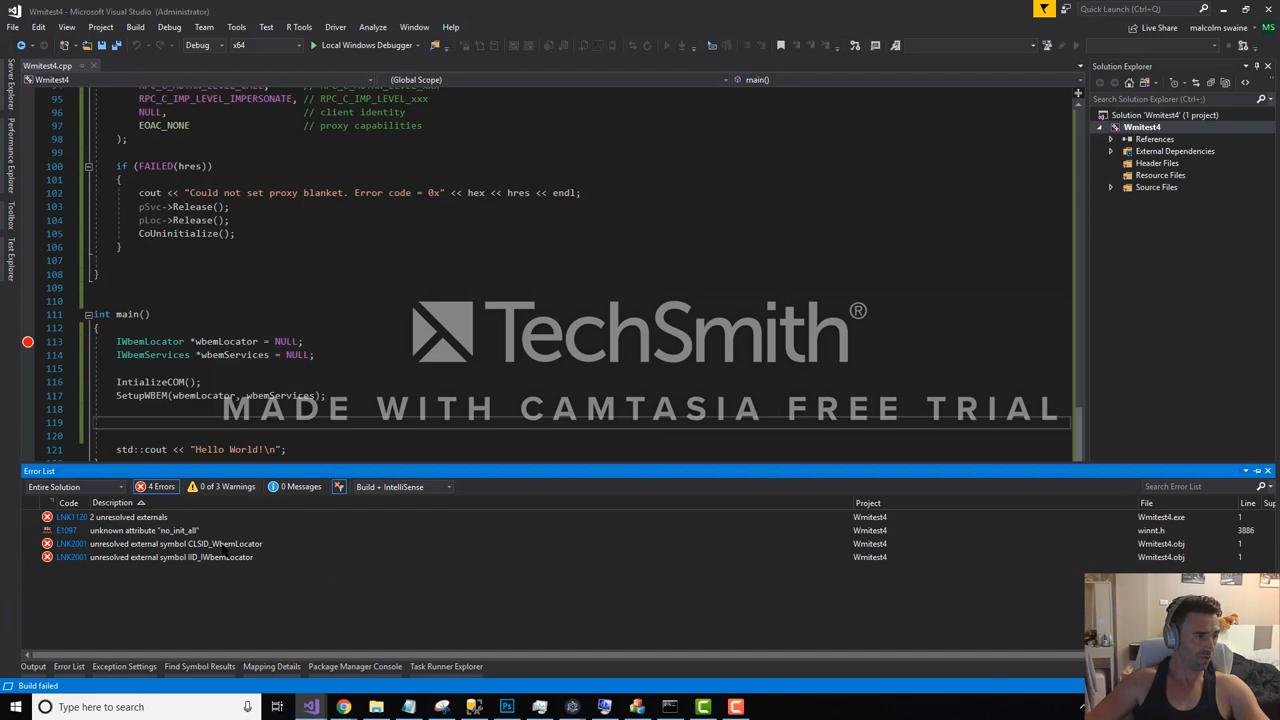 Wmitest4 - Microsoft Visual Studio (Administrator)
Quick Launch (Ctrl+Q)
File Edit View Project Build Debug Team Tools Test R Tools Driver Analyze Window Help
Live Share malcolm swaine MS
Debug x64 Local Windows Debugger
Wmitest4.cpp
Wmitest4 (Global Scope) main()
Server Explorer
Performance Explorer
Toolbox
Test Explorer
95 RPC_C_IMP_LEVEL_IMPERSONATE, // RPC_C_IMP_LEVEL_xxx
96 NULL, // client identity
97 EOAC_NONE // proxy capabilities
98 );
99
100 if (FAILED(hres))
101 {
102 cout << "Could not set proxy blanket. Error code = 0x" << hex << hres << endl;
103 pSvc->Release();
104 pLoc->Release();
105 CoUninitialize();
106 }
107
108 }
109
110
111 int main()
112 {
113 IWbemLocator *wbemLocator = NULL;
114 IWbemServices *wbemServices = NULL;
115
116 IntializeCOM();
117 SetupWBEM(wbemLocator, wbemServices);
118
119
120
121 std::cout << "Hello World!\n";
TechSmith®
MADE WITH CAMTASIA FREE TRIAL
Solution Explorer
Search Solution Explorer (Ctrl+;)
Solution 'Wmitest4' (1 project)
Wmitest4
References
External Dependencies
Header Files
Resource Files
Source Files
Error List
Entire Solution 4 Errors 0 of 3 Warnings 0 Messages Build + IntelliSense Search Error List
Code Description Project File Line
LNK1120 2 unresolved externals Wmitest4 Wmitest4.exe 1
E1097 unknown attribute "no_init_all" Wmitest4 winnt.h 3886
LNK2001 unresolved external symbol CLSID_WbemLocator Wmitest4 Wmitest4.obj 1
LNK2001 unresolved external symbol IID_IWbemLocator Wmitest4 Wmitest4.obj 1
Output Error List Exception Settings Find Symbol Results Mapping Details Package Manager Console Task Runner Explorer
Build failed
Type here to search
Ps